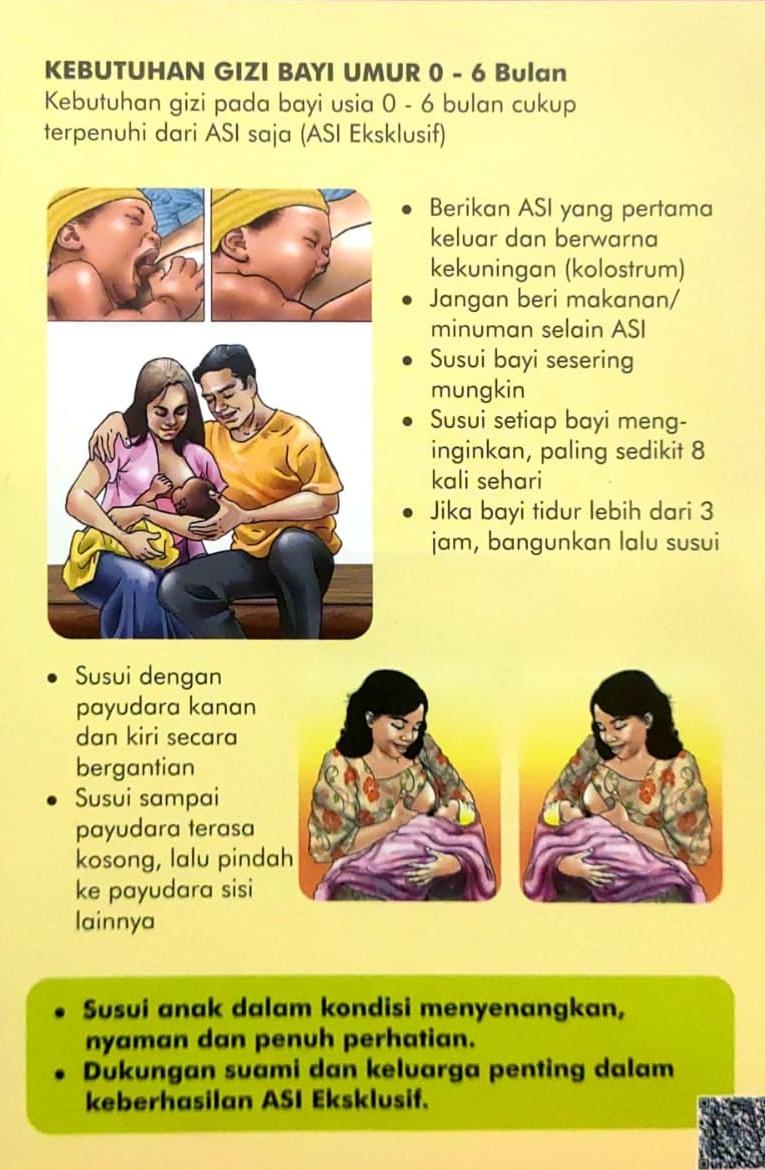 KEBUTUHAN GIZI BAYI UMUR 0 - 6 Bulan
Kebutuhan gizi pada bayi usia 0 - 6 bulan cukup
terpenuhi dari ASI saja (ASI Eksklusif)
• Berikan ASI yang pertama
keluar dan berwarna
kekuningan (kolostrum)
• Jangan beri makanan/
minuman selain ASI
• Susui bayi sesering
mungkin
• Susui setiap bayi meng-
inginkan, paling sedikit 8
kali sehari
• Jika bayi tidur lebih dari 3
jam, bangunkan lalu susui
• Susui dengan
payudara kanan
dan kiri secara
bergantian
• Susui sampai
payudara terasa
kosong, lalu pindah
ke payudara sisi
lainnya
• Susui anak dalam kondisi menyenangkan,
nyaman dan penuh perhatian.
• Dukungan suami dan keluarga penting dalam
keberhasilan ASI Eksklusif.